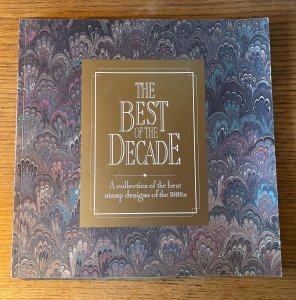 THE
BEST
OF THE
DECADE
A collection of the best
stamp designs of the 1980s